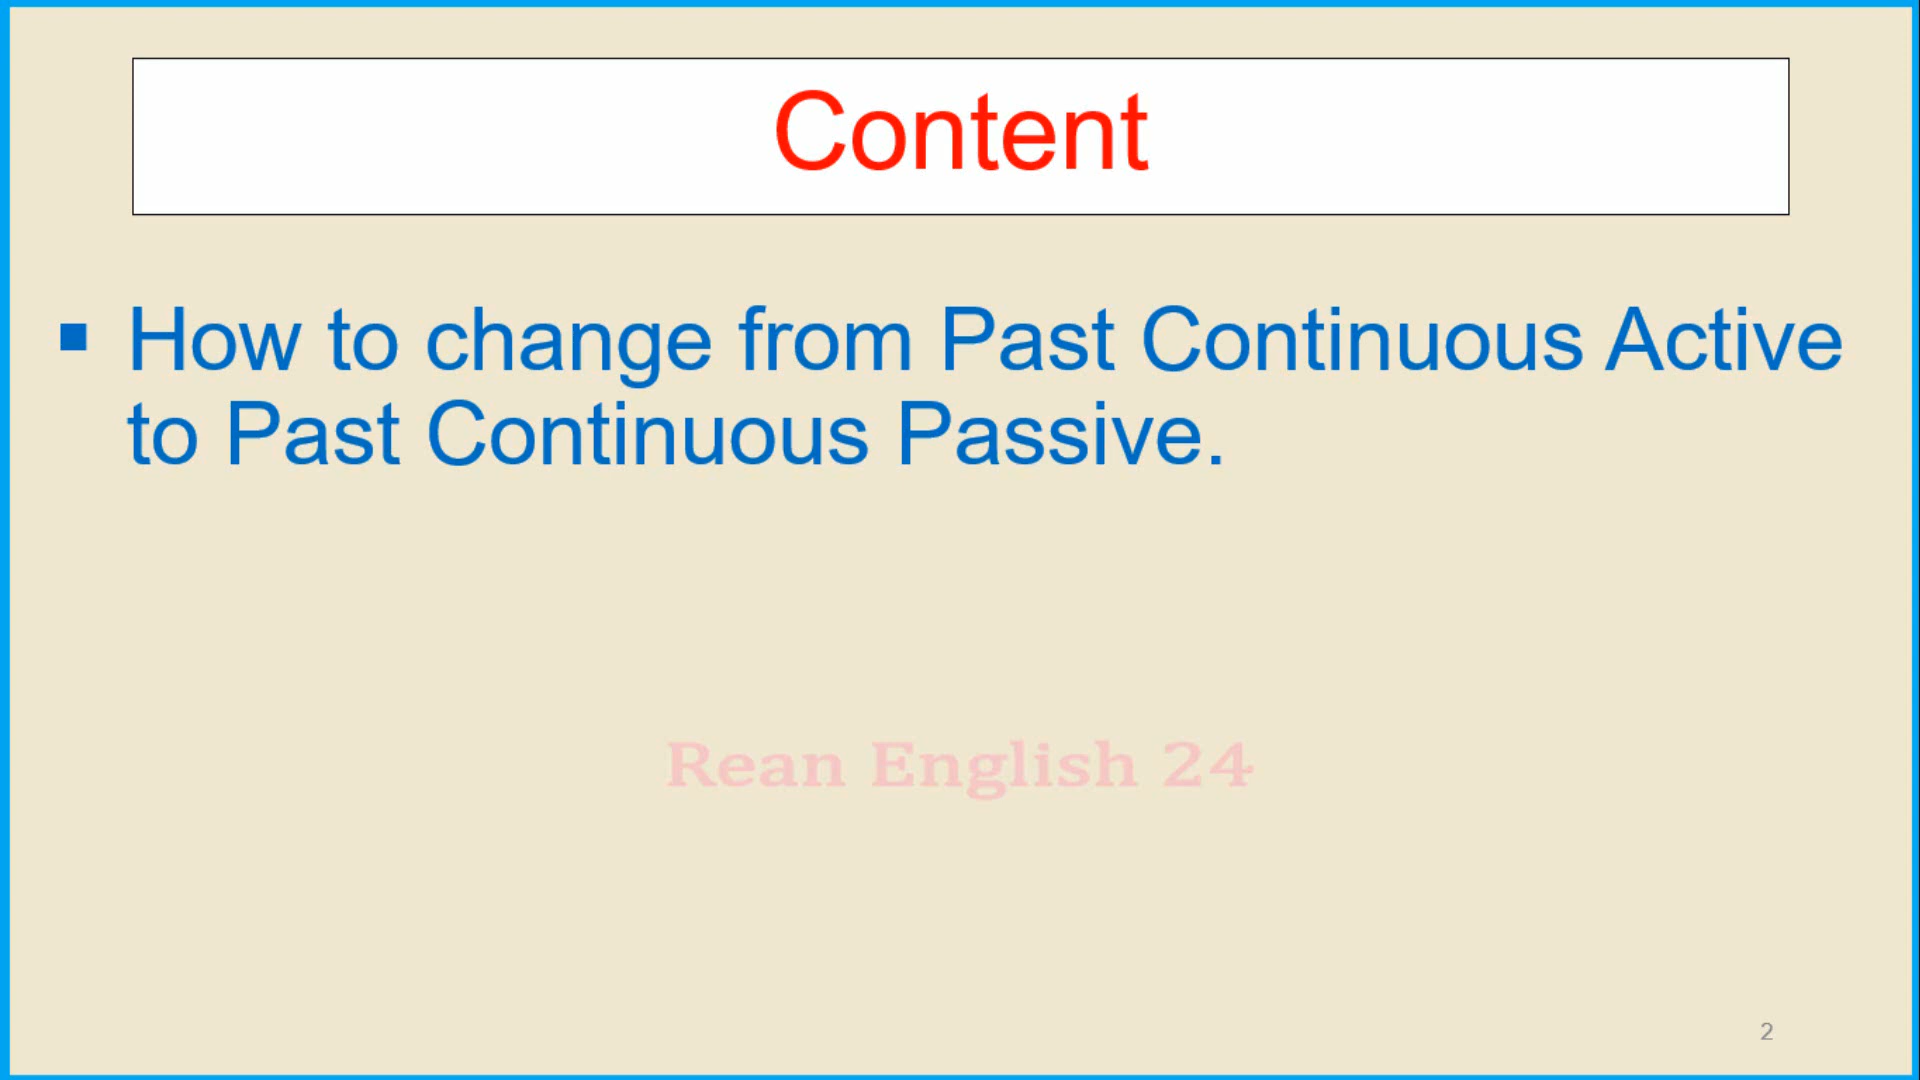 Content
▪ How to change from Past Continuous Active
to Past Continuous Passive.
Rean English 24
2